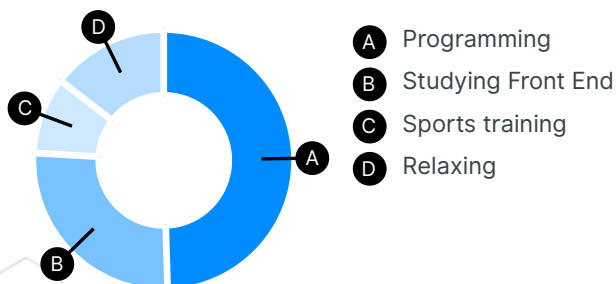 D
C
A
B
A Programming
B Studying Front End
C Sports training
D Relaxing